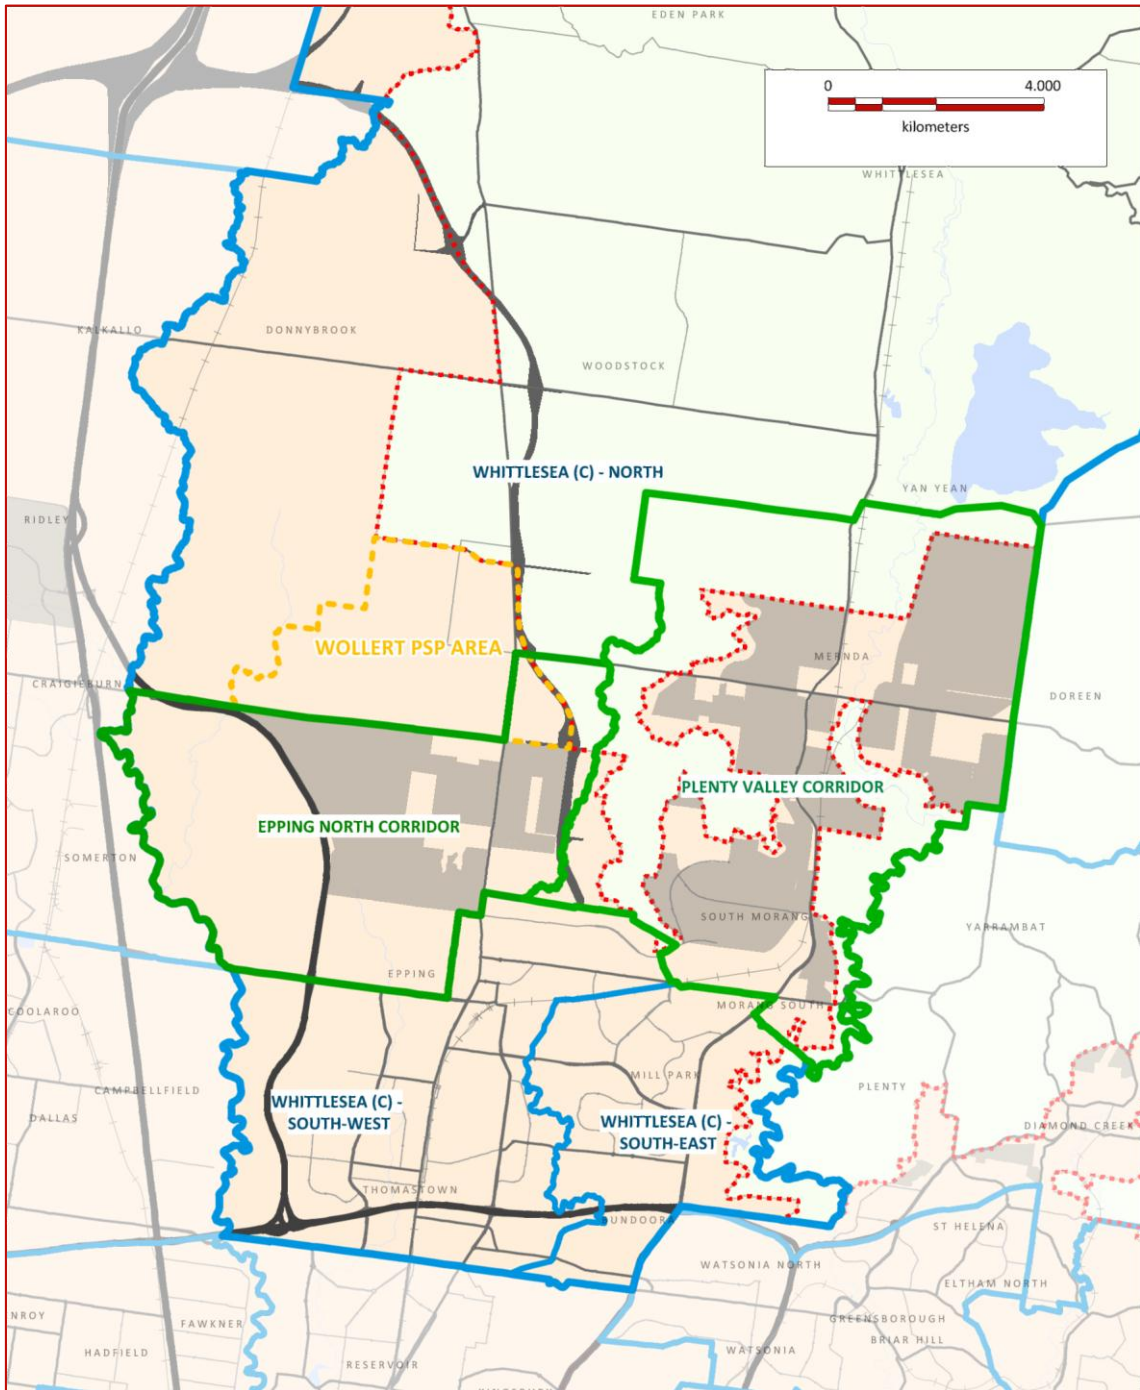 EDEN PARK
0 4.000
kilometers
WHITTLESEA
KALKALLO
DONNYBROOK
WOODSTOCK
WHITTLESEA (C) - NORTH
YAN YEAN
RIDLEY
WOLLERT PSP AREA
MERNDA
CRAIGIEBURN
DOREEN
PLENTY VALLEY CORRIDOR
EPPING NORTH CORRIDOR
SOMERTON
SOUTH MORANG
YARRAMBAT
EPPING
MORANG SOUTH
COOLAROO
MILL PARK
PLENTY
CAMPBELLFIELD
DALLAS
WHITTLESEA (C) -
SOUTH-WEST
WHITTLESEA (C) -
SOUTH-EAST
DIAMOND CREEK
THOMASTOWN
BUNDOORA
ST HELENA
WATSONIA NORTH
ELTHAM NORTH
NROY
FAWKNER
GREENSBOROUGH
BRIAR HILL
HADFIELD
RESERVOIR
WATSONIA